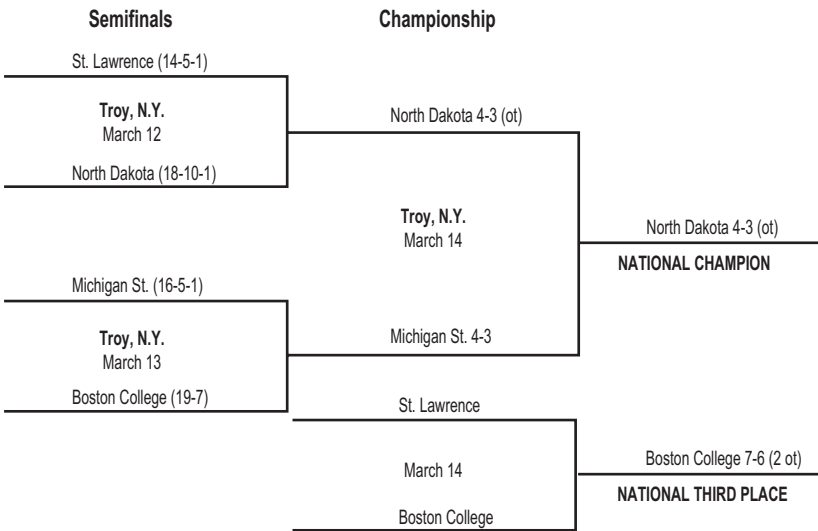 Semifinals
Championship
St. Lawrence (14-5-1)
Troy, N.Y.
March 12
North Dakota (18-10-1)
North Dakota 4-3 (ot)
Troy, N.Y.
March 14
North Dakota 4-3 (ot)
NATIONAL CHAMPION
Michigan St. (16-5-1)
Troy, N.Y.
March 13
Boston College (19-7)
Michigan St. 4-3
St. Lawrence
March 14
Boston College
Boston College 7-6 (2 ot)
NATIONAL THIRD PLACE